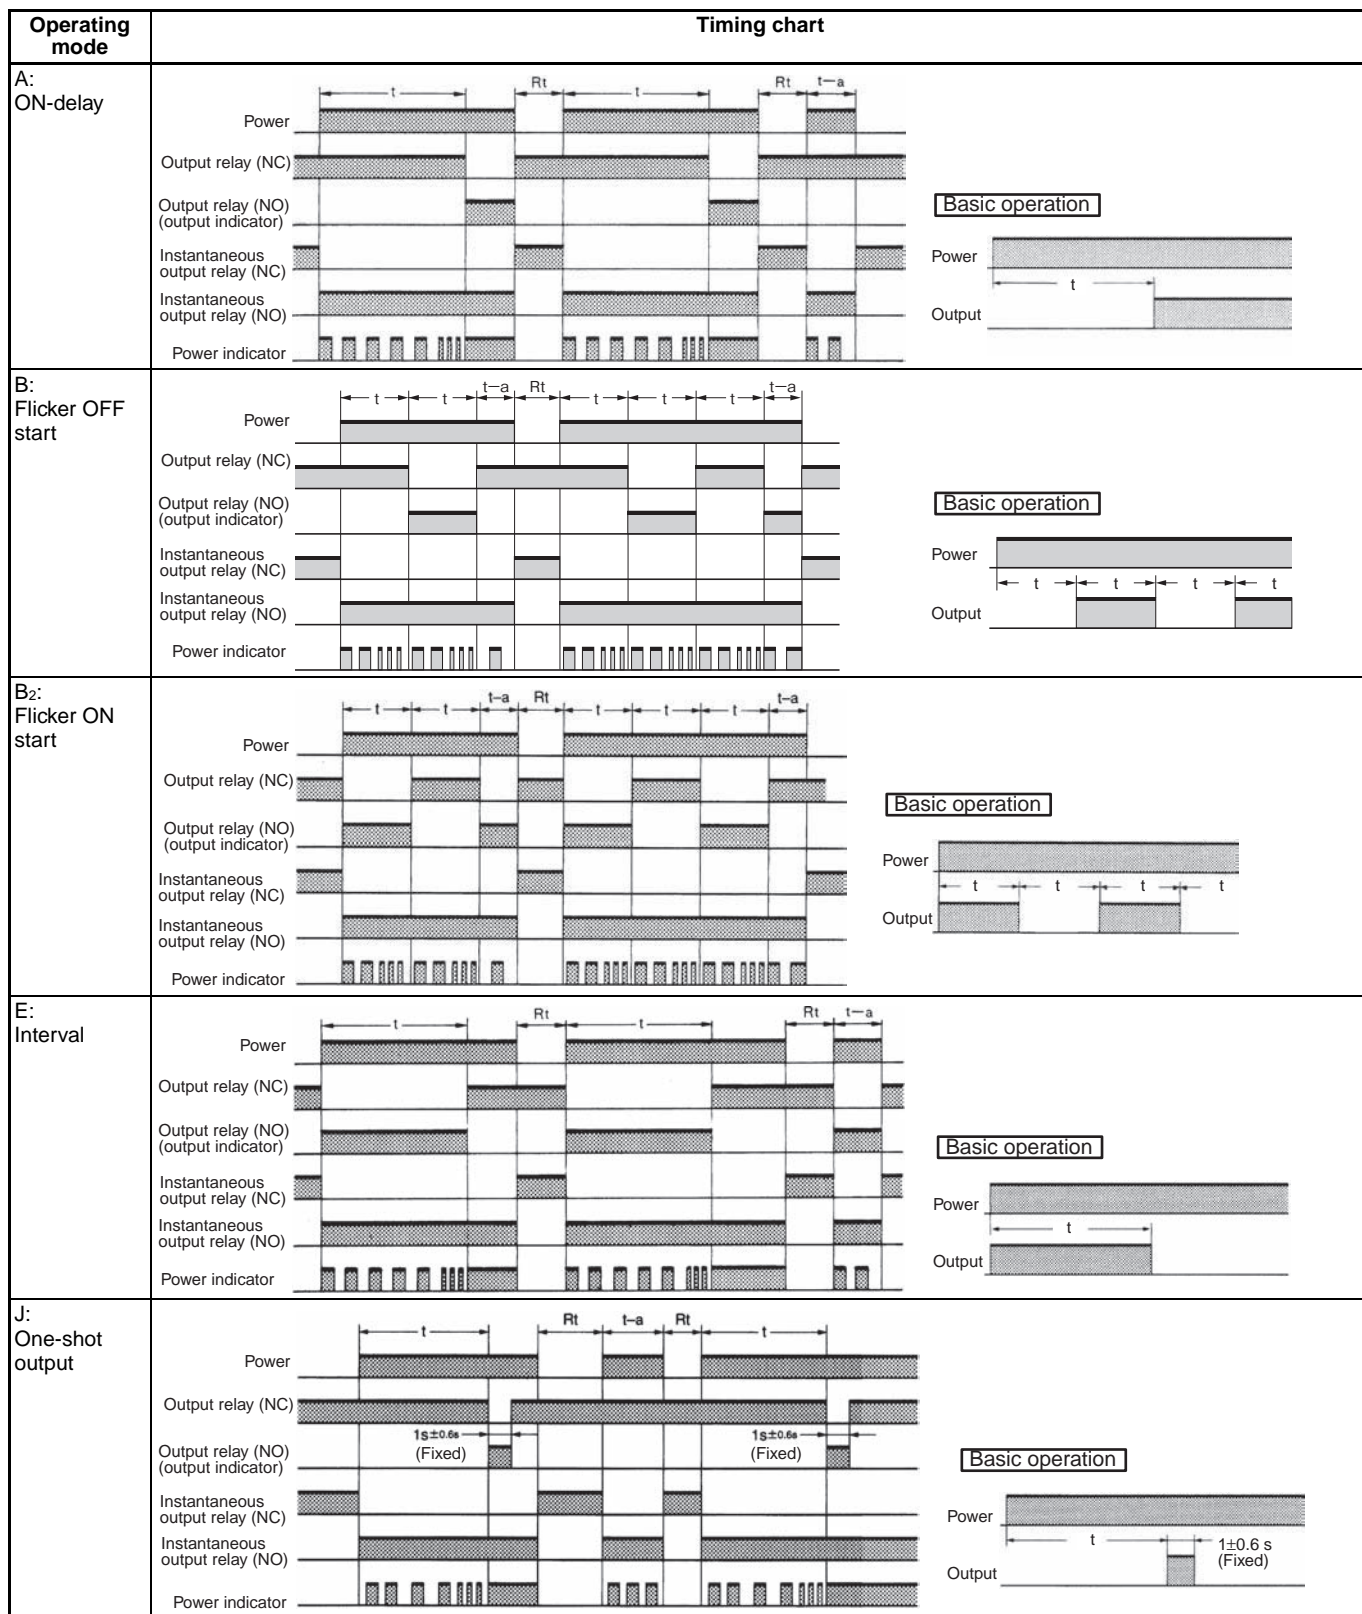 Operating
mode
Timing chart
A:
ON-delay
t Rt t Rt t–a
Power
Output relay (NC)
Output relay (NO)
(output indicator)
Instantaneous
output relay (NC)
Instantaneous
output relay (NO)
Power indicator
Basic operation
Power
t
Output
B:
Flicker OFF
start
t t t–a Rt t t t t–a
Power
Output relay (NC)
Output relay (NO)
(output indicator)
Instantaneous
output relay (NC)
Instantaneous
output relay (NO)
Power indicator
Basic operation
Power
t t t t
Output
B2:
Flicker ON
start
t t t–a Rt t t t t–a
Power
Output relay (NC)
Output relay (NO)
(output indicator)
Instantaneous
output relay (NC)
Instantaneous
output relay (NO)
Power indicator
Basic operation
Power
t t t t
Output
E:
Interval
t Rt t Rt t–a
Power
Output relay (NC)
Output relay (NO)
(output indicator)
Instantaneous
output relay (NC)
Instantaneous
output relay (NO)
Power indicator
Basic operation
Power
t
Output
J:
One-shot
output
t Rt t–a Rt t
Power
Output relay (NC)
1s±0.6s 1s±0.6s
(Fixed) (Fixed)
Output relay (NO)
(output indicator)
Instantaneous
output relay (NC)
Instantaneous
output relay (NO)
Power indicator
Basic operation
Power
t 1±0.6 s
(Fixed)
Output